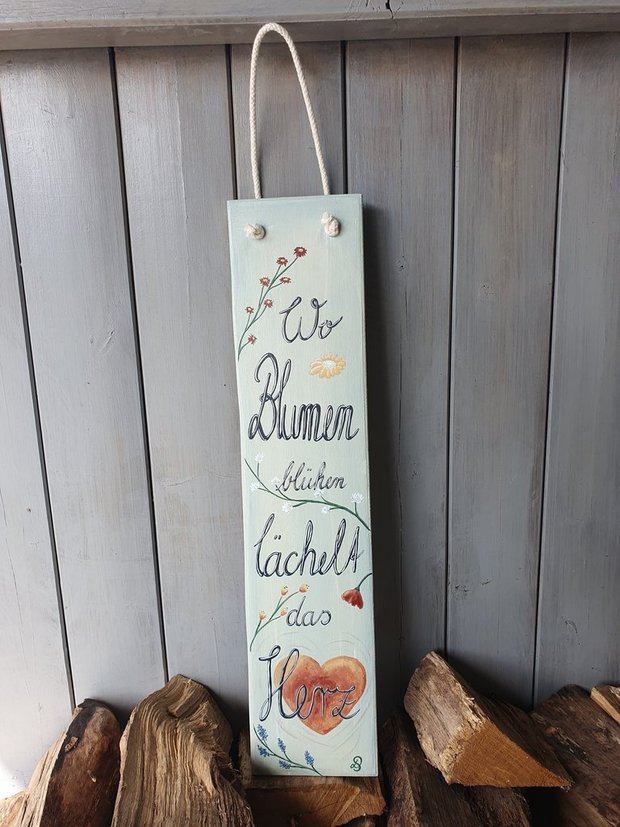 Wo
Blumen
blühen
lächelt
das
Herz